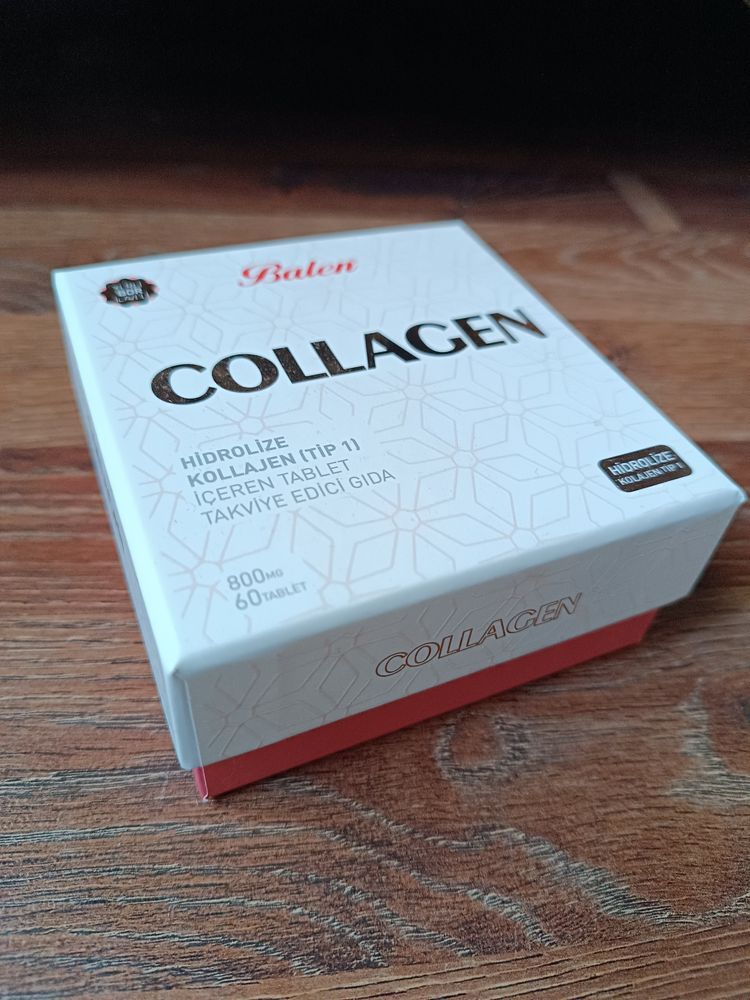 Balen
COLLAGEN
HİDROLİZE
KOLLAJEN (TİP 1)
İÇEREN TABLET
TAKVİYE EDİCİ GIDA
800MG
60TABLET
HİDROLİZE
KOLAJEN TİP 1
COLLAGEN